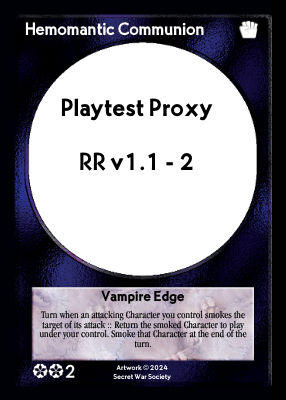 Hemomantic Communion
Playtest Proxy
RR v1.1 - 2
Vampire Edge
Turn when an attacking Character you control smokes the
target of its attack :: Return the smoked Character to play
under your control. Smoke that Character at the end of the
turn.
2
Artwork © 2024
Secret War Society